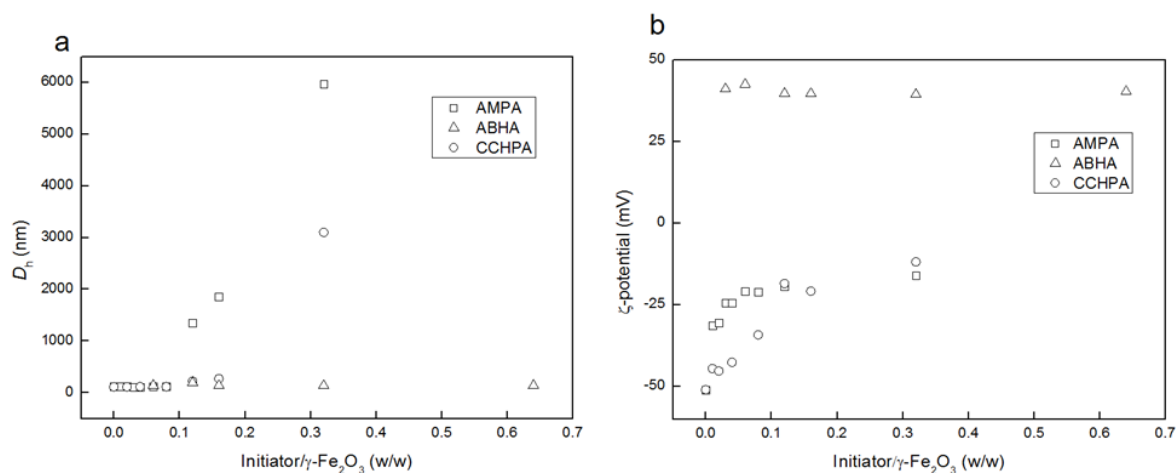 a
6000
5000
4000
3000
2000
1000
0
D_h (nm)
AMPA
ABHA
CCHPA
0.0 0.1 0.2 0.3 0.4 0.5 0.6 0.7
Initiator/γ-Fe₂O₃ (w/w)
b
50
25
0
-25
-50
ζ-potential (mV)
AMPA
ABHA
CCHPA
0.0 0.1 0.2 0.3 0.4 0.5 0.6 0.7
Initiator/γ-Fe₂O₃ (w/w)